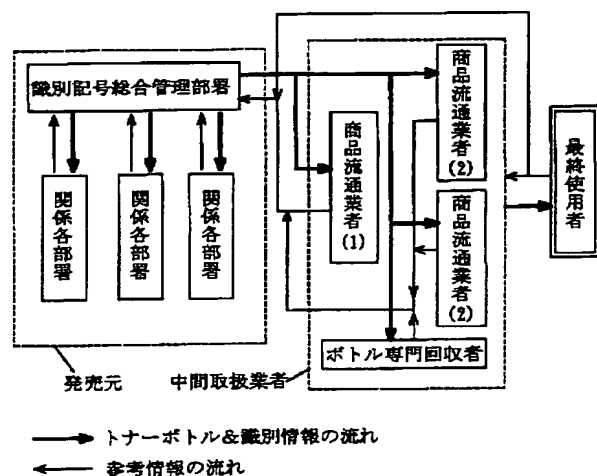 識別記号総合管理部署
関係各部署
関係各部署
関係各部署
商品流通業者(1)
商品流通業者(2)
商品流通業者(2)
ボトル専門回収者
最終使用者
発売元
中間取扱業者
トナーボトル&識別情報の流れ
参考情報の流れ